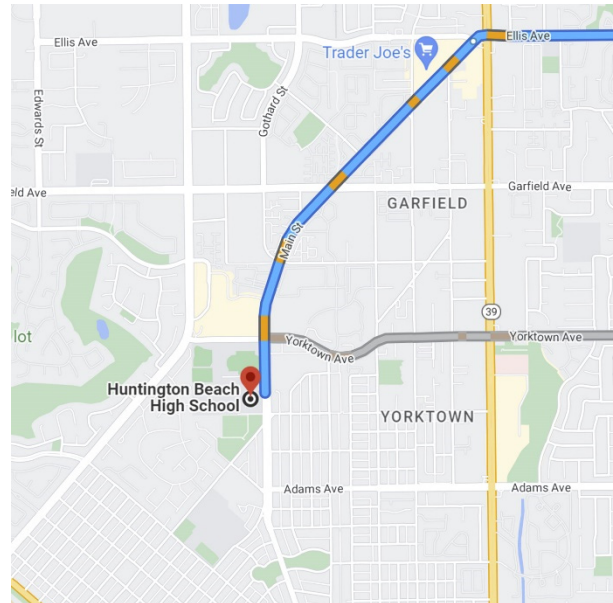 Ellis Ave
Ellis Ave
Trader Joe's
Edwards St
Gothard St
eld Ave
Garfield Ave
GARFIELD
Main St
39
lot
Yorktown Ave
Yorktown Ave
Huntington Beach
High School
YORKTOWN
Adams Ave
Adams Ave